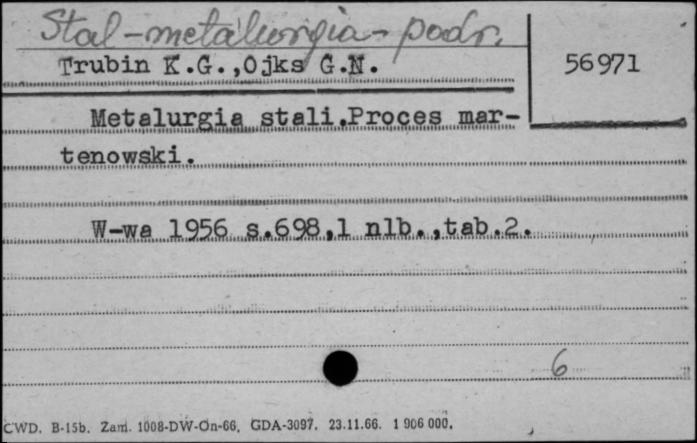 Stal-metalurgia-podr.
Trubin K.G.,Ojks G.N.
56971
Metalurgia stali.Proces mar-
tenowski.
W-wa 1956 s.698,1 nlb.,tab.2.
6
CWD. B-15b. Zam. 1008-DW-On-66. GDA-3097. 23.11.66. 1 906 000.